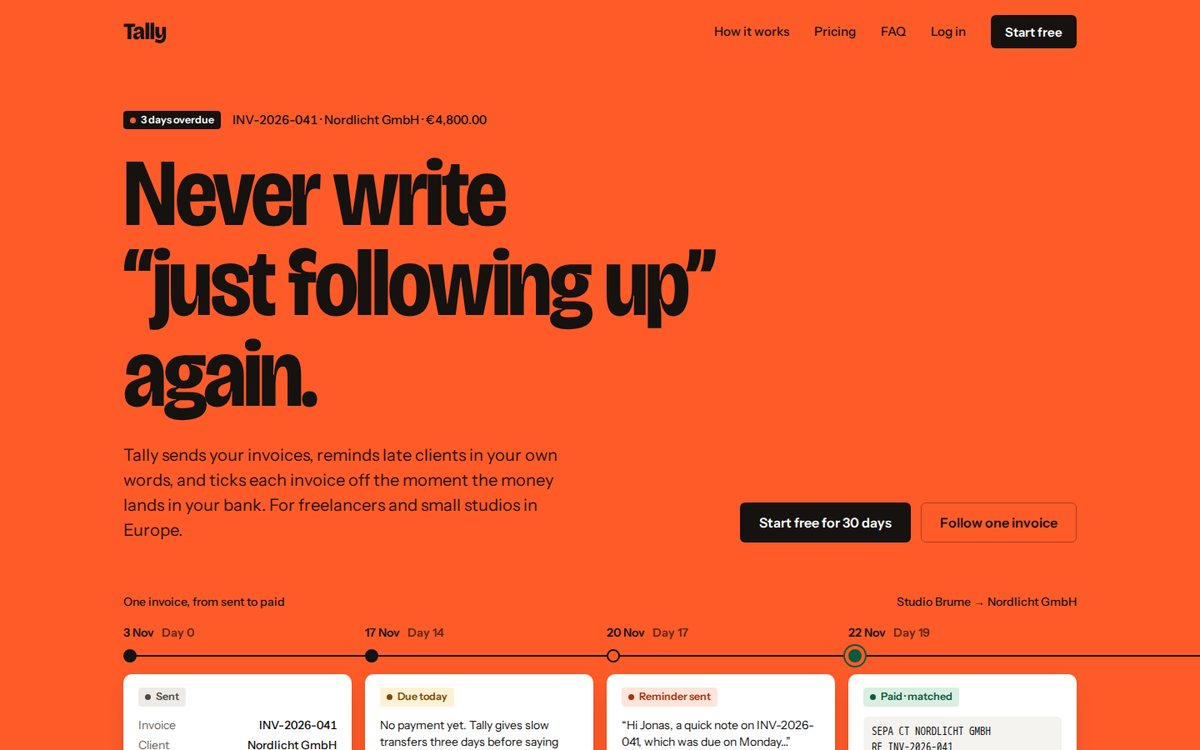 Tally
How it works Pricing FAQ Log in Start free
3 days overdue INV-2026-041 · Nordlicht GmbH · €4,800.00
Never write
“just following up”
again.
Tally sends your invoices, reminds late clients in your own
words, and ticks each invoice off the moment the money
lands in your bank. For freelancers and small studios in
Europe.
Start free for 30 days Follow one invoice
One invoice, from sent to paid Studio Brume → Nordlicht GmbH
3 Nov Day 0
17 Nov Day 14
20 Nov Day 17
22 Nov Day 19
Sent
Invoice INV-2026-041
Client Nordlicht GmbH
Due today
No payment yet. Tally gives slow
transfers three days before saying
Reminder sent
“Hi Jonas, a quick note on INV-2026-
041, which was due on Monday…”
Paid · matched
SEPA CT NORDLICHT GMBH
RE INV-2026-041